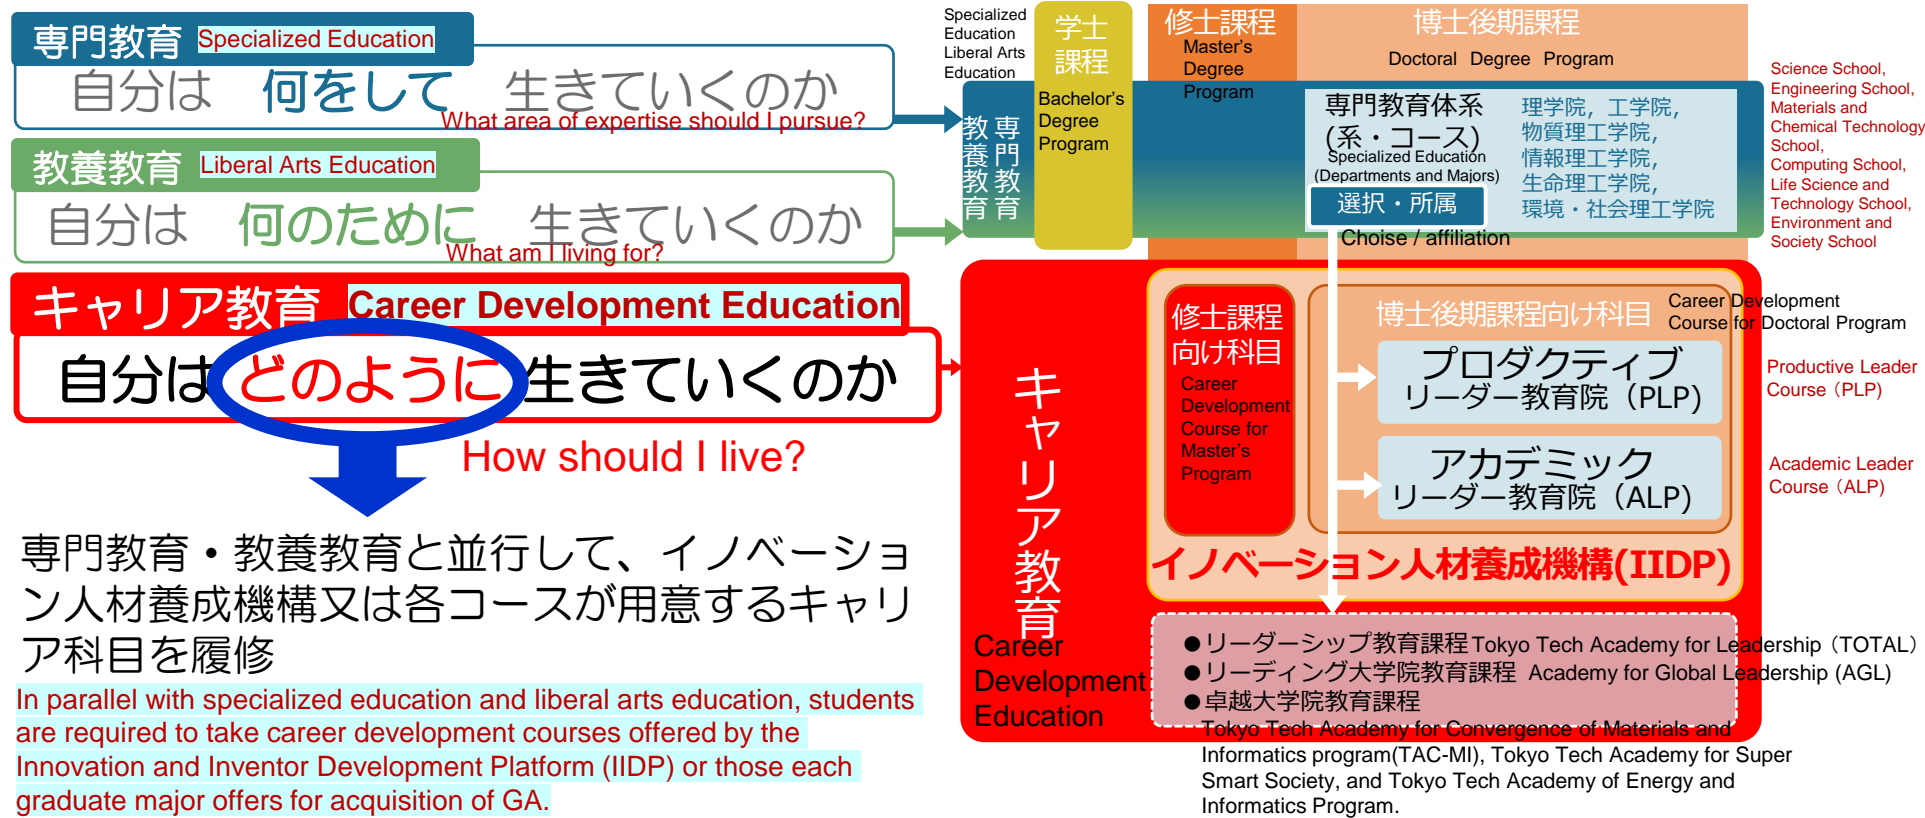 専門教育 Specialized Education
自分は 何をして 生きていくのか
What area of expertise should I pursue?
教養教育 Liberal Arts Education
自分は 何のために 生きていくのか
What am I living for?
キャリア教育 Career Development Education
自分は どのように 生きていくのか
How should I live?
専門教育・教養教育と並行して、イノベーショ
ン人材養成機構又は各コースが用意するキャリ
ア科目を履修
In parallel with specialized education and liberal arts education, students
are required to take career development courses offered by the
Innovation and Inventor Development Platform (IIDP) or those each
graduate major offers for acquisition of GA.
Specialized
Education
Liberal Arts
Education
専門教育
教養教育
学士
課程
Bachelor's
Degree
Program
修士課程
Master's
Degree
Program
博士後期課程
Doctoral Degree Program
専門教育体系
(系・コース)
Specialized Education
(Departments and Majors)
選択・所属
Choise / affiliation
理学院，工学院，
物質理工学院，
情報理工学院，
生命理工学院，
環境・社会理工学院
Science School,
Engineering School,
Materials and
Chemical Technology
School,
Computing School,
Life Science and
Technology School,
Environment and
Society School
キャリア教育
Career
Development
Education
修士課程
向け科目
Career
Development
Course for
Master's
Program
博士後期課程向け科目
Career Development
Course for Doctoral Program
プロダクティブ
リーダー教育院（PLP)
Productive Leader
Course（PLP)
アカデミック
リーダー教育院（ALP)
Academic Leader
Course（ALP)
イノベーション人材養成機構(IIDP)
●リーダーシップ教育課程 Tokyo Tech Academy for Leadership（TOTAL）
●リーディング大学院教育課程 Academy for Global Leadership (AGL)
●卓越大学院教育課程
Tokyo Tech Academy for Convergence of Materials and
Informatics program(TAC-MI), Tokyo Tech Academy for Super
Smart Society, and Tokyo Tech Academy of Energy and
Informatics Program.